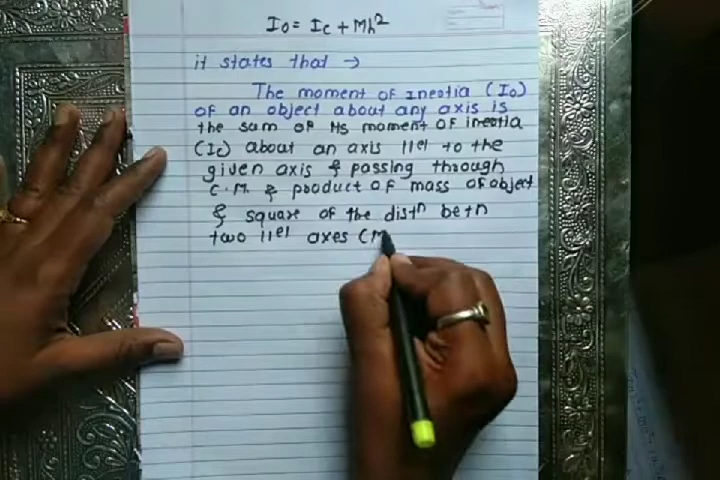 I₀ = Ic + Mh²
it states that →
The moment of inertia (I₀)
of an object about any axis is
the sum of its moment of inertia
(Ic) about an axis llel to the
given axis & passing through
C.M. & product of mass of object
& square of the distⁿ betn
two llel axes (M